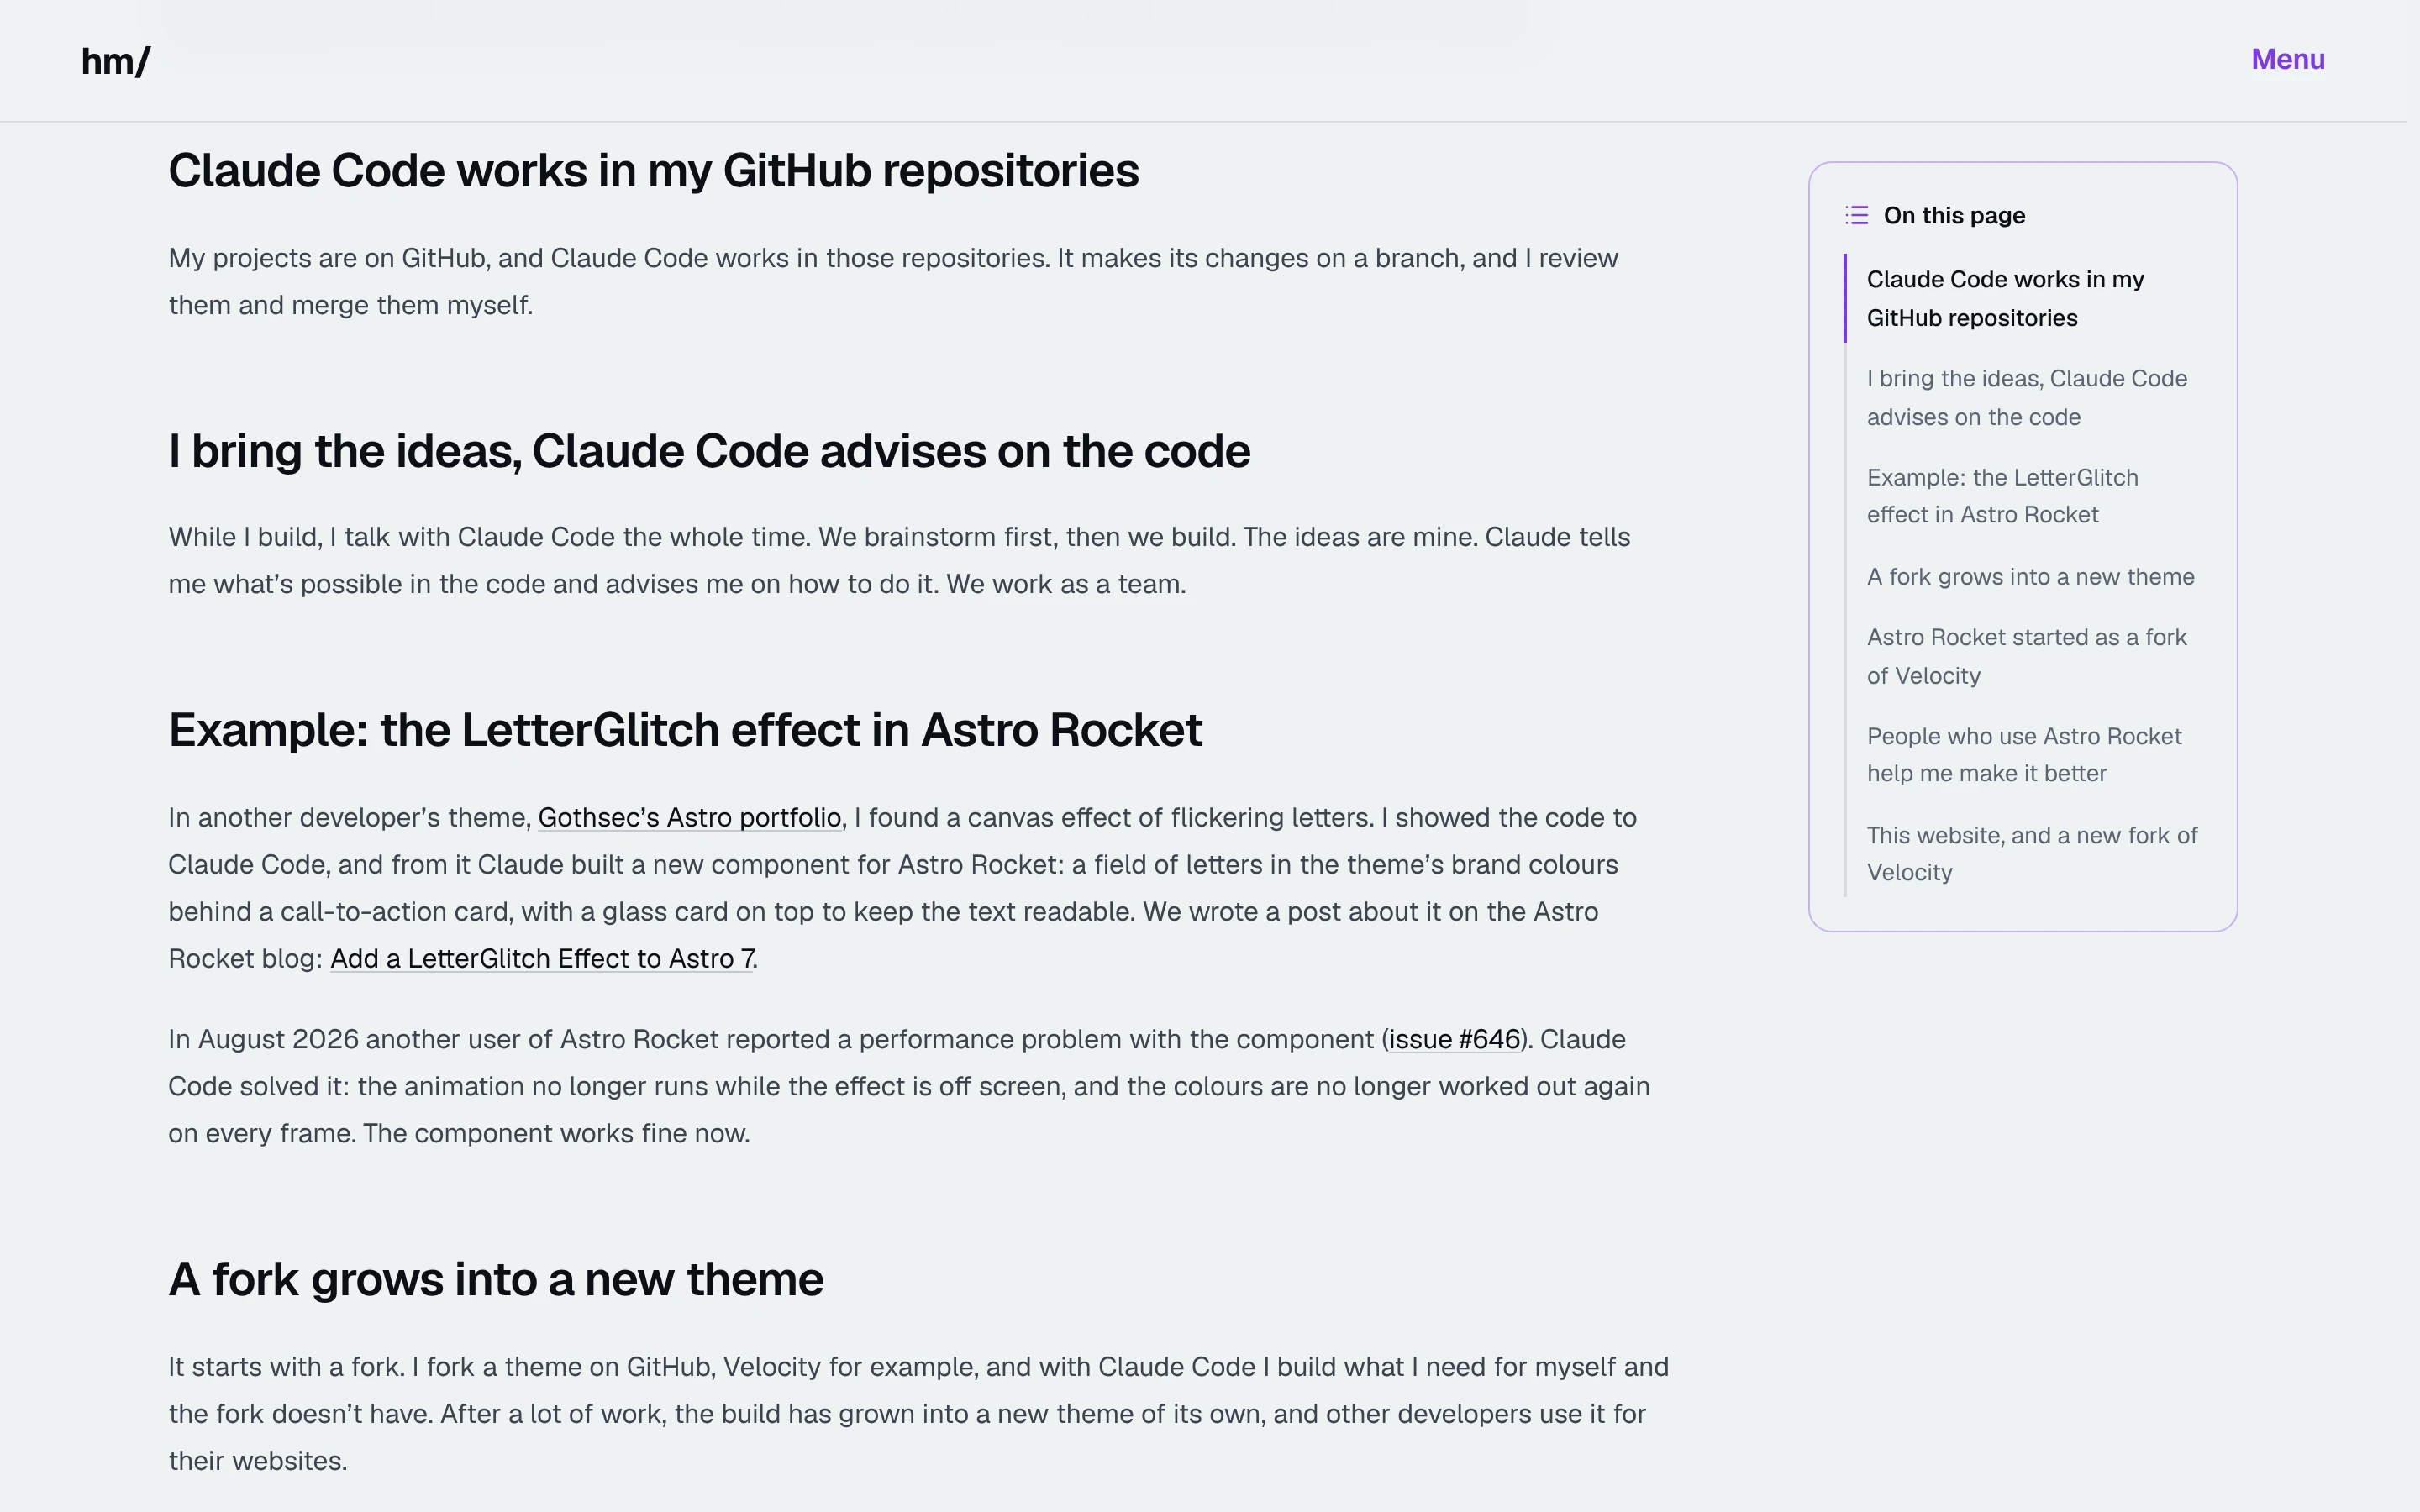 hm/
Menu
Claude Code works in my GitHub repositories
My projects are on GitHub, and Claude Code works in those repositories. It makes its changes on a branch, and I review
them and merge them myself.
I bring the ideas, Claude Code advises on the code
While I build, I talk with Claude Code the whole time. We brainstorm first, then we build. The ideas are mine. Claude tells
me what’s possible in the code and advises me on how to do it. We work as a team.
Example: the LetterGlitch effect in Astro Rocket
In another developer’s theme, Gothsec’s Astro portfolio, I found a canvas effect of flickering letters. I showed the code to
Claude Code, and from it Claude built a new component for Astro Rocket: a field of letters in the theme’s brand colours
behind a call-to-action card, with a glass card on top to keep the text readable. We wrote a post about it on the Astro
Rocket blog: Add a LetterGlitch Effect to Astro 7.
In August 2026 another user of Astro Rocket reported a performance problem with the component (issue #646). Claude
Code solved it: the animation no longer runs while the effect is off screen, and the colours are no longer worked out again
on every frame. The component works fine now.
A fork grows into a new theme
It starts with a fork. I fork a theme on GitHub, Velocity for example, and with Claude Code I build what I need for myself and
the fork doesn’t have. After a lot of work, the build has grown into a new theme of its own, and other developers use it for
their websites.
On this page
Claude Code works in my
GitHub repositories
I bring the ideas, Claude Code
advises on the code
Example: the LetterGlitch
effect in Astro Rocket
A fork grows into a new theme
Astro Rocket started as a fork
of Velocity
People who use Astro Rocket
help me make it better
This website, and a new fork of
Velocity